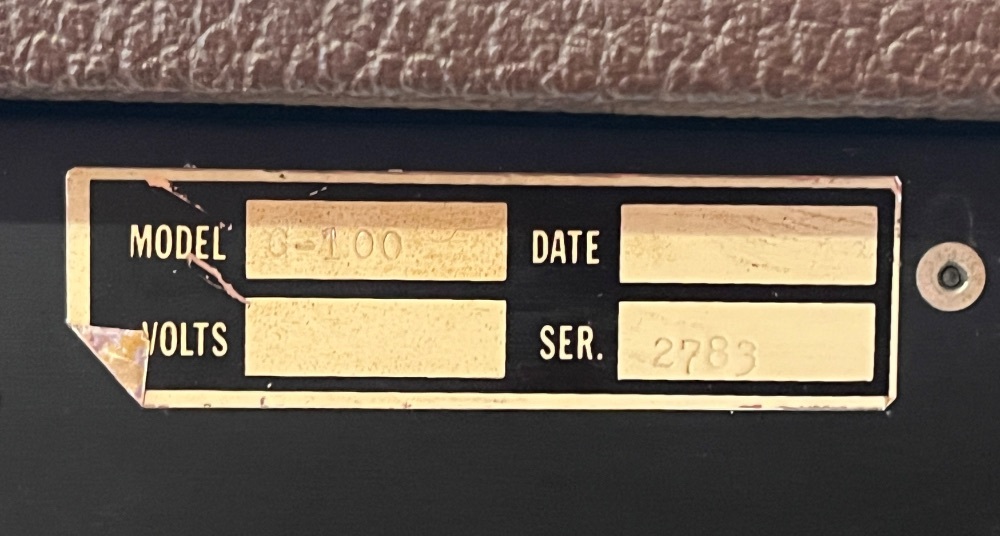 MODEL G-100 DATE
VOLTS SER. 2783